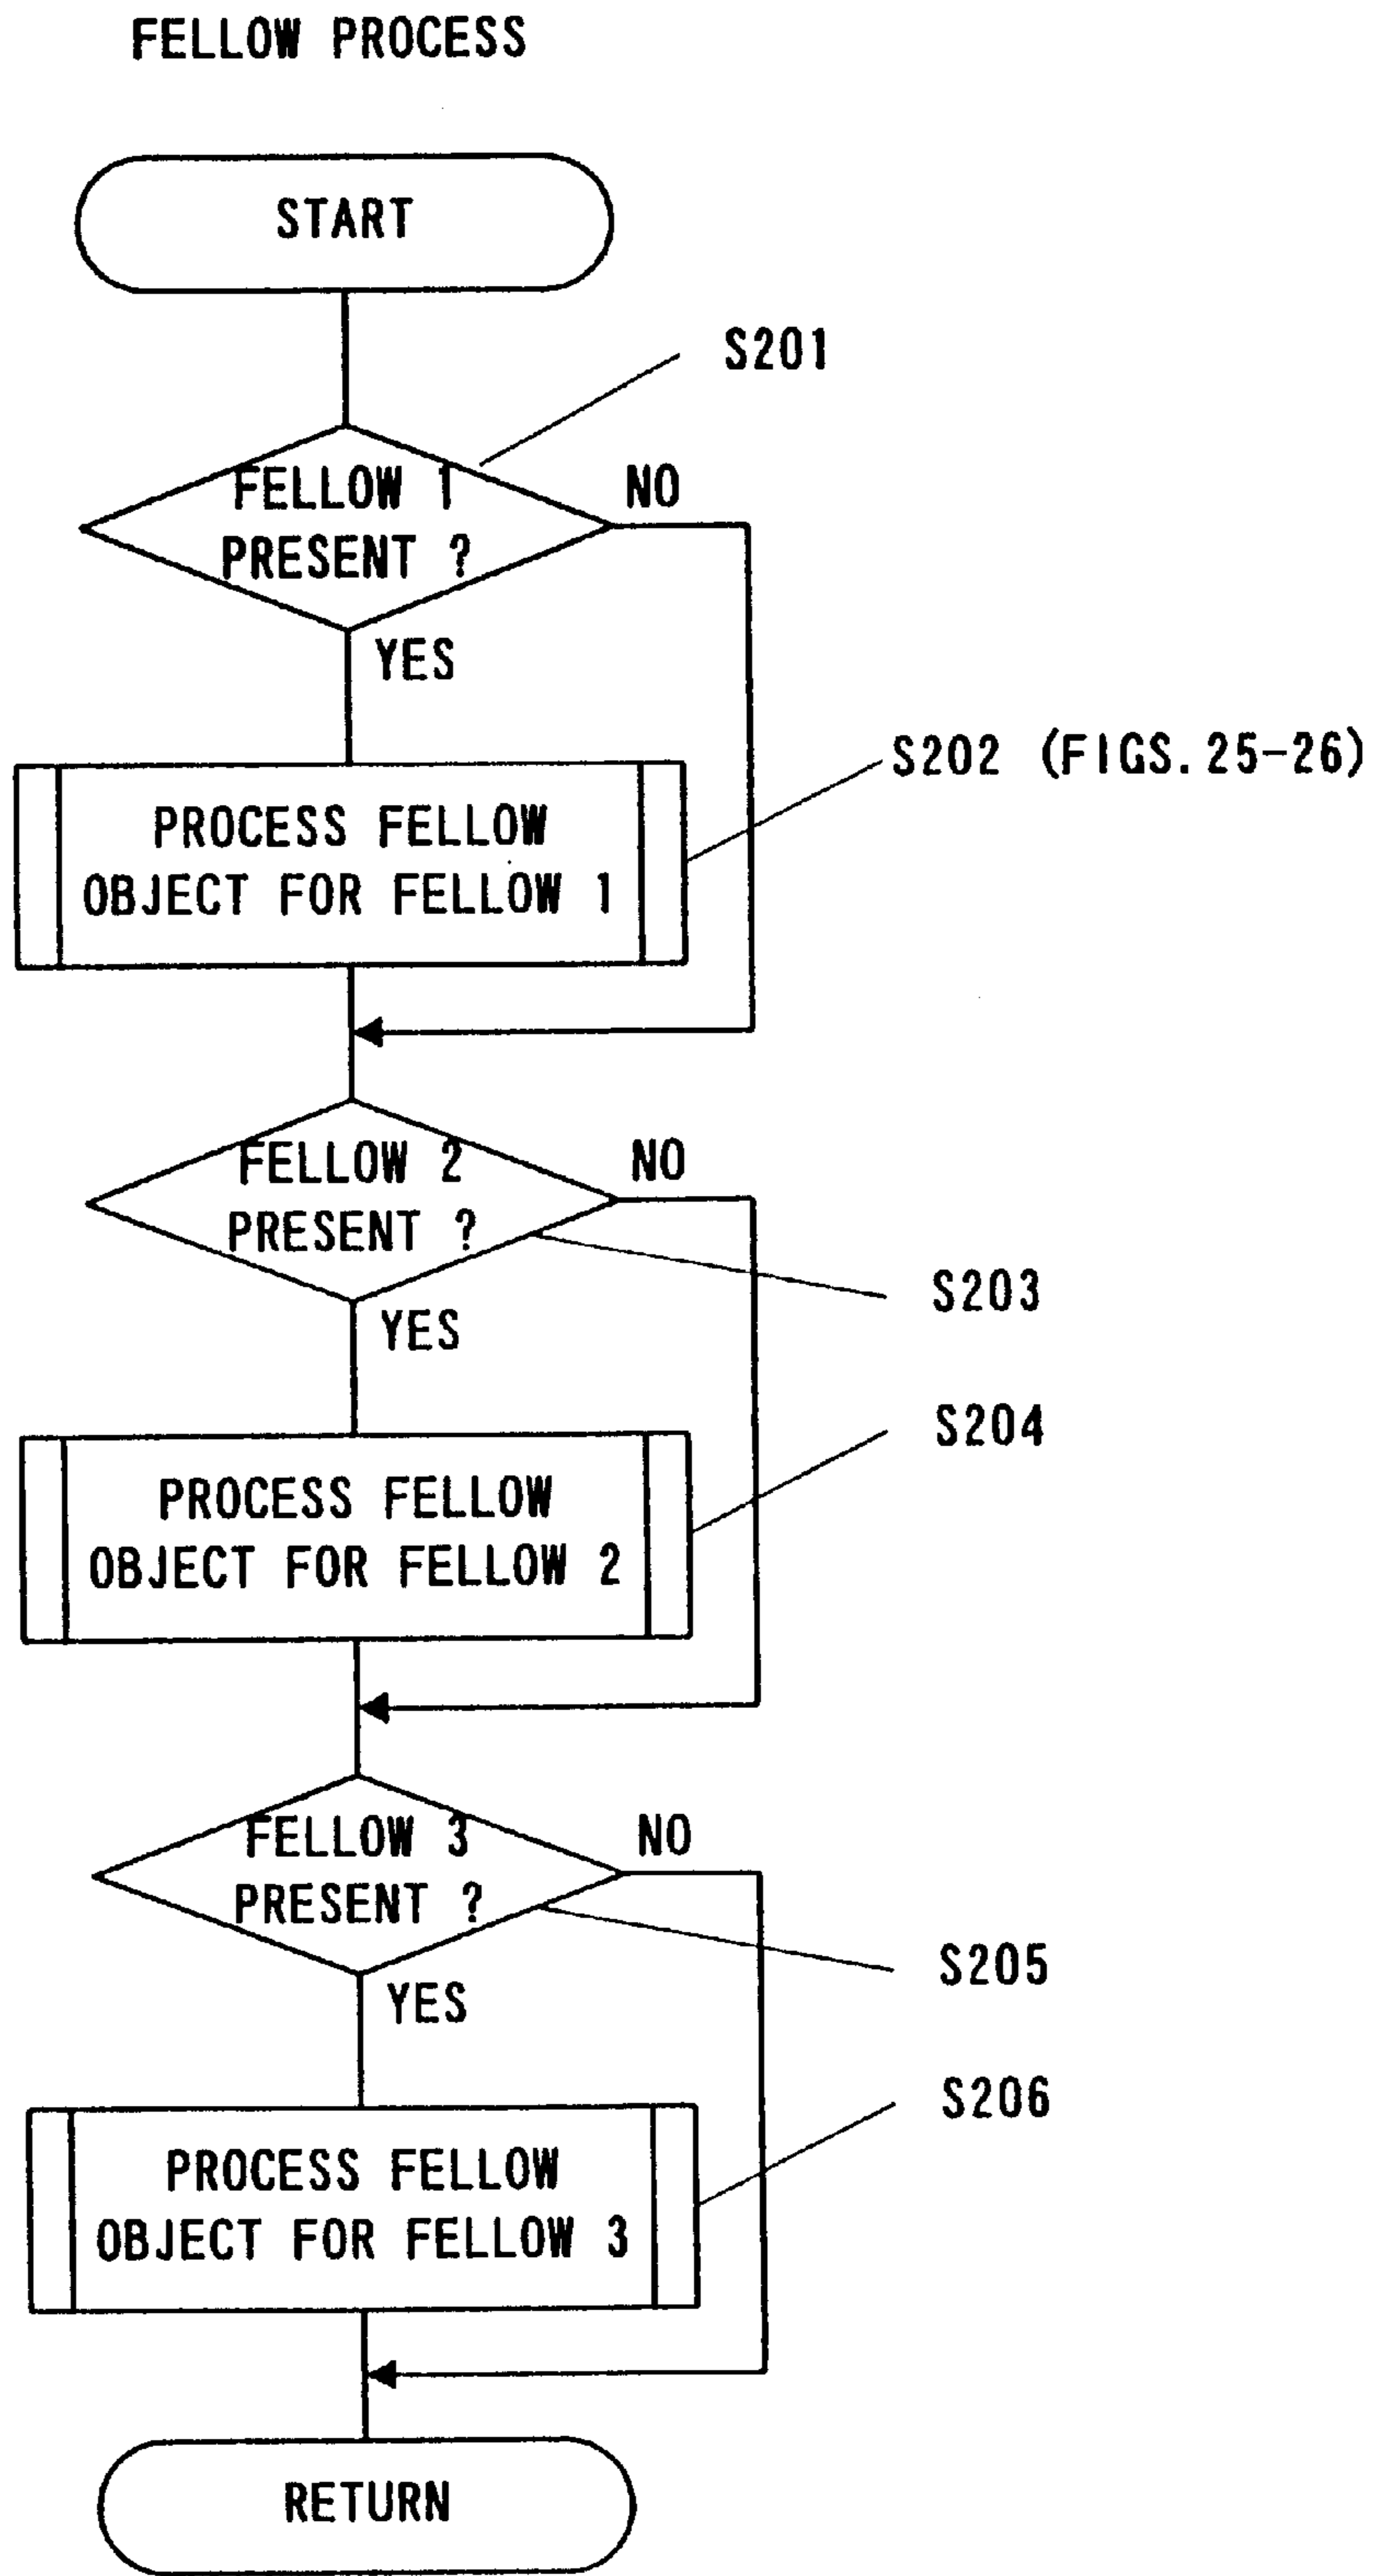 FELLOW PROCESS
START
S201
FELLOW 1
PRESENT ?
NO
YES
S202 (FIGS. 25-26)
PROCESS FELLOW
OBJECT FOR FELLOW 1
FELLOW 2
PRESENT ?
NO
S203
YES
S204
PROCESS FELLOW
OBJECT FOR FELLOW 2
FELLOW 3
PRESENT ?
NO
S205
YES
S206
PROCESS FELLOW
OBJECT FOR FELLOW 3
RETURN